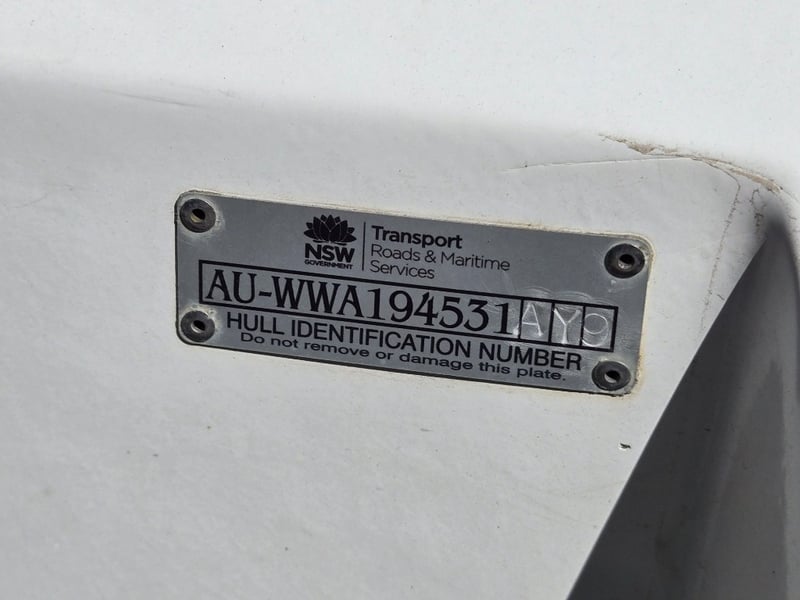 NSW
GOVERNMENT
Transport
Roads & Maritime
Services
AU-WWA194531AY9
HULL IDENTIFICATION NUMBER
Do not remove or damage this plate.